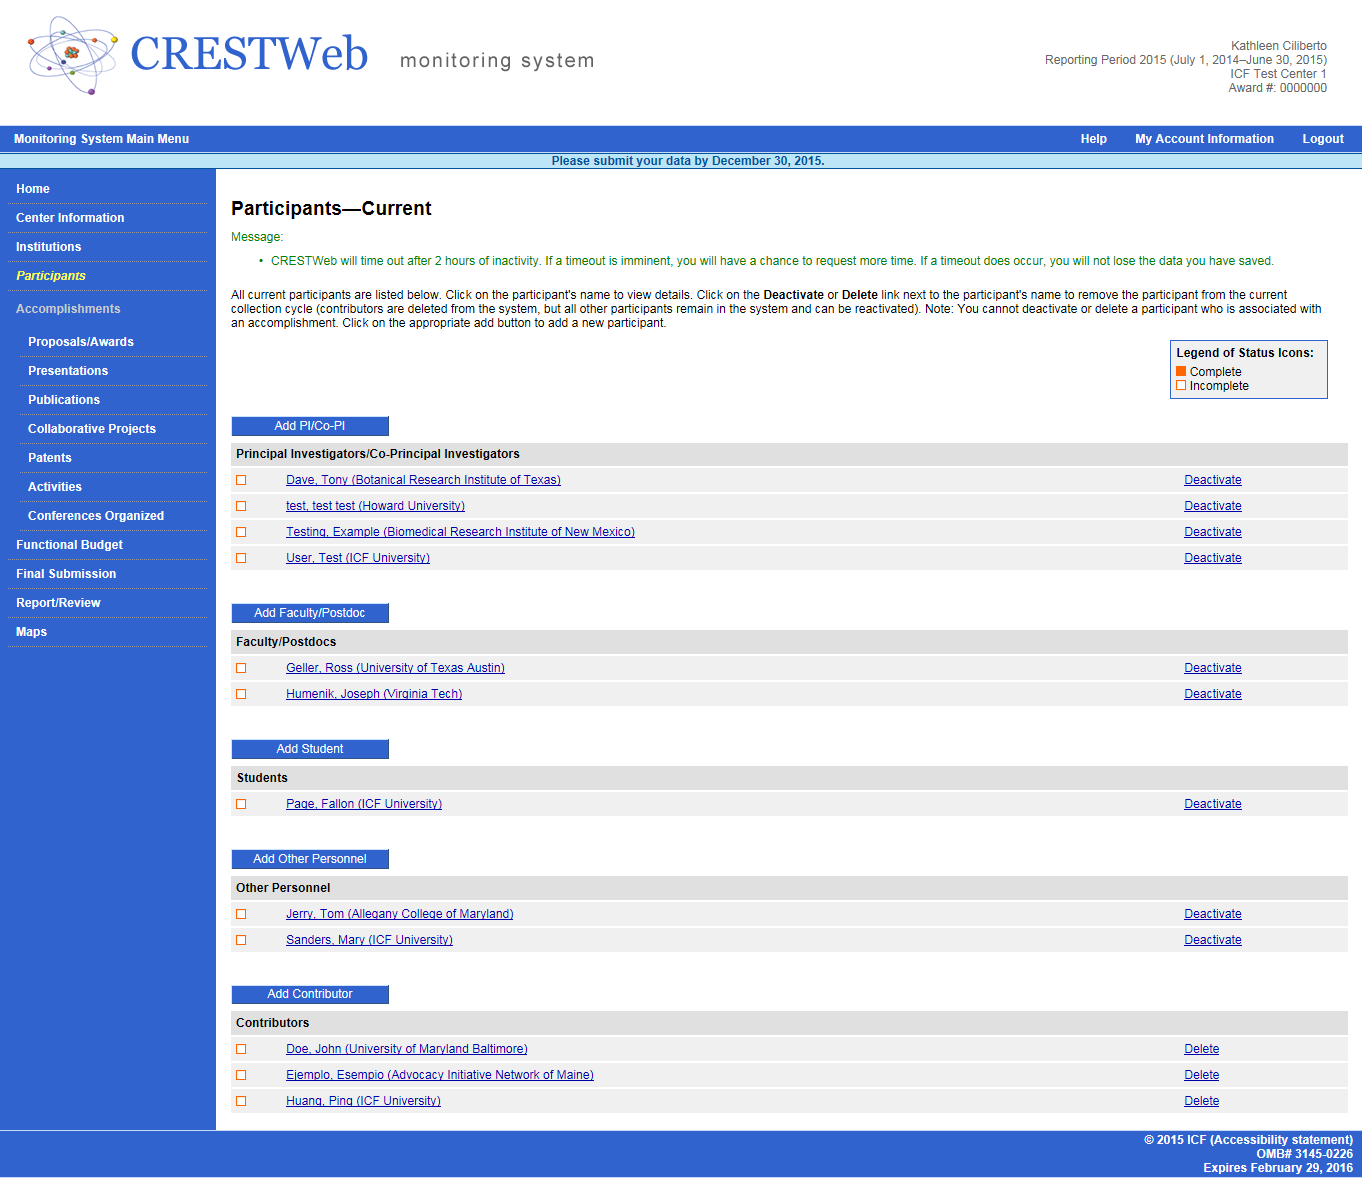 CRESTWeb monitoring system
Kathleen Ciliberto
Reporting Period 2015 (July 1, 2014–June 30, 2015)
ICF Test Center 1
Award #: 0000000
Monitoring System Main Menu Help My Account Information Logout
Please submit your data by December 30, 2015.
Home
Center Information
Institutions
Participants
Accomplishments
Proposals/Awards
Presentations
Publications
Collaborative Projects
Patents
Activities
Conferences Organized
Functional Budget
Final Submission
Report/Review
Maps
Participants—Current
Message:
• CRESTWeb will time out after 2 hours of inactivity. If a timeout is imminent, you will have a chance to request more time. If a timeout does occur, you will not lose the data you have saved.
All current participants are listed below. Click on the participant's name to view details. Click on the Deactivate or Delete link next to the participant's name to remove the participant from the current
collection cycle (contributors are deleted from the system, but all other participants remain in the system and can be reactivated). Note: You cannot deactivate or delete a participant who is associated with
an accomplishment. Click on the appropriate add button to add a new participant.
Legend of Status Icons:
Complete
Incomplete
Add PI/Co-PI
Principal Investigators/Co-Principal Investigators
Dave, Tony (Botanical Research Institute of Texas) Deactivate
test, test test (Howard University) Deactivate
Testing, Example (Biomedical Research Institute of New Mexico) Deactivate
User, Test (ICF University) Deactivate
Add Faculty/Postdoc
Faculty/Postdocs
Geller, Ross (University of Texas Austin) Deactivate
Humenik, Joseph (Virginia Tech) Deactivate
Add Student
Students
Page, Fallon (ICF University) Deactivate
Add Other Personnel
Other Personnel
Jerry, Tom (Allegany College of Maryland) Deactivate
Sanders, Mary (ICF University) Deactivate
Add Contributor
Contributors
Doe, John (University of Maryland Baltimore) Delete
Ejemplo, Esempio (Advocacy Initiative Network of Maine) Delete
Huang, Ping (ICF University) Delete
© 2015 ICF (Accessibility statement)
OMB# 3145-0226
Expires February 29, 2016